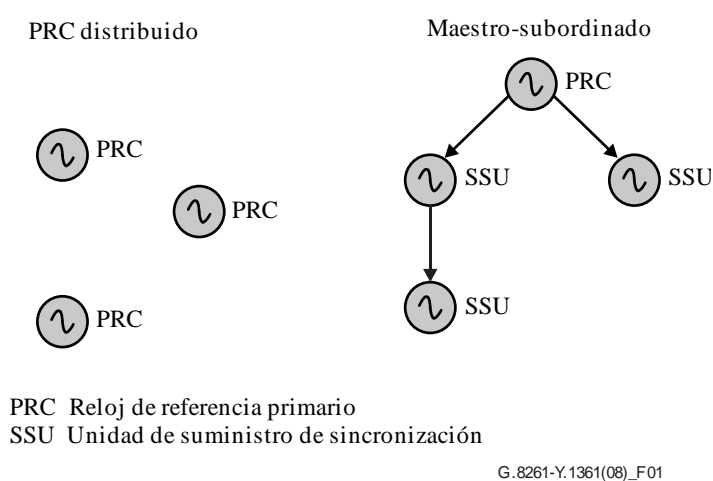 PRC distribuido
Maestro-subordinado
PRC
PRC
PRC
PRC
SSU
SSU
SSU
PRC Reloj de referencia primario
SSU Unidad de suministro de sincronización
G.8261-Y.1361(08)_F01